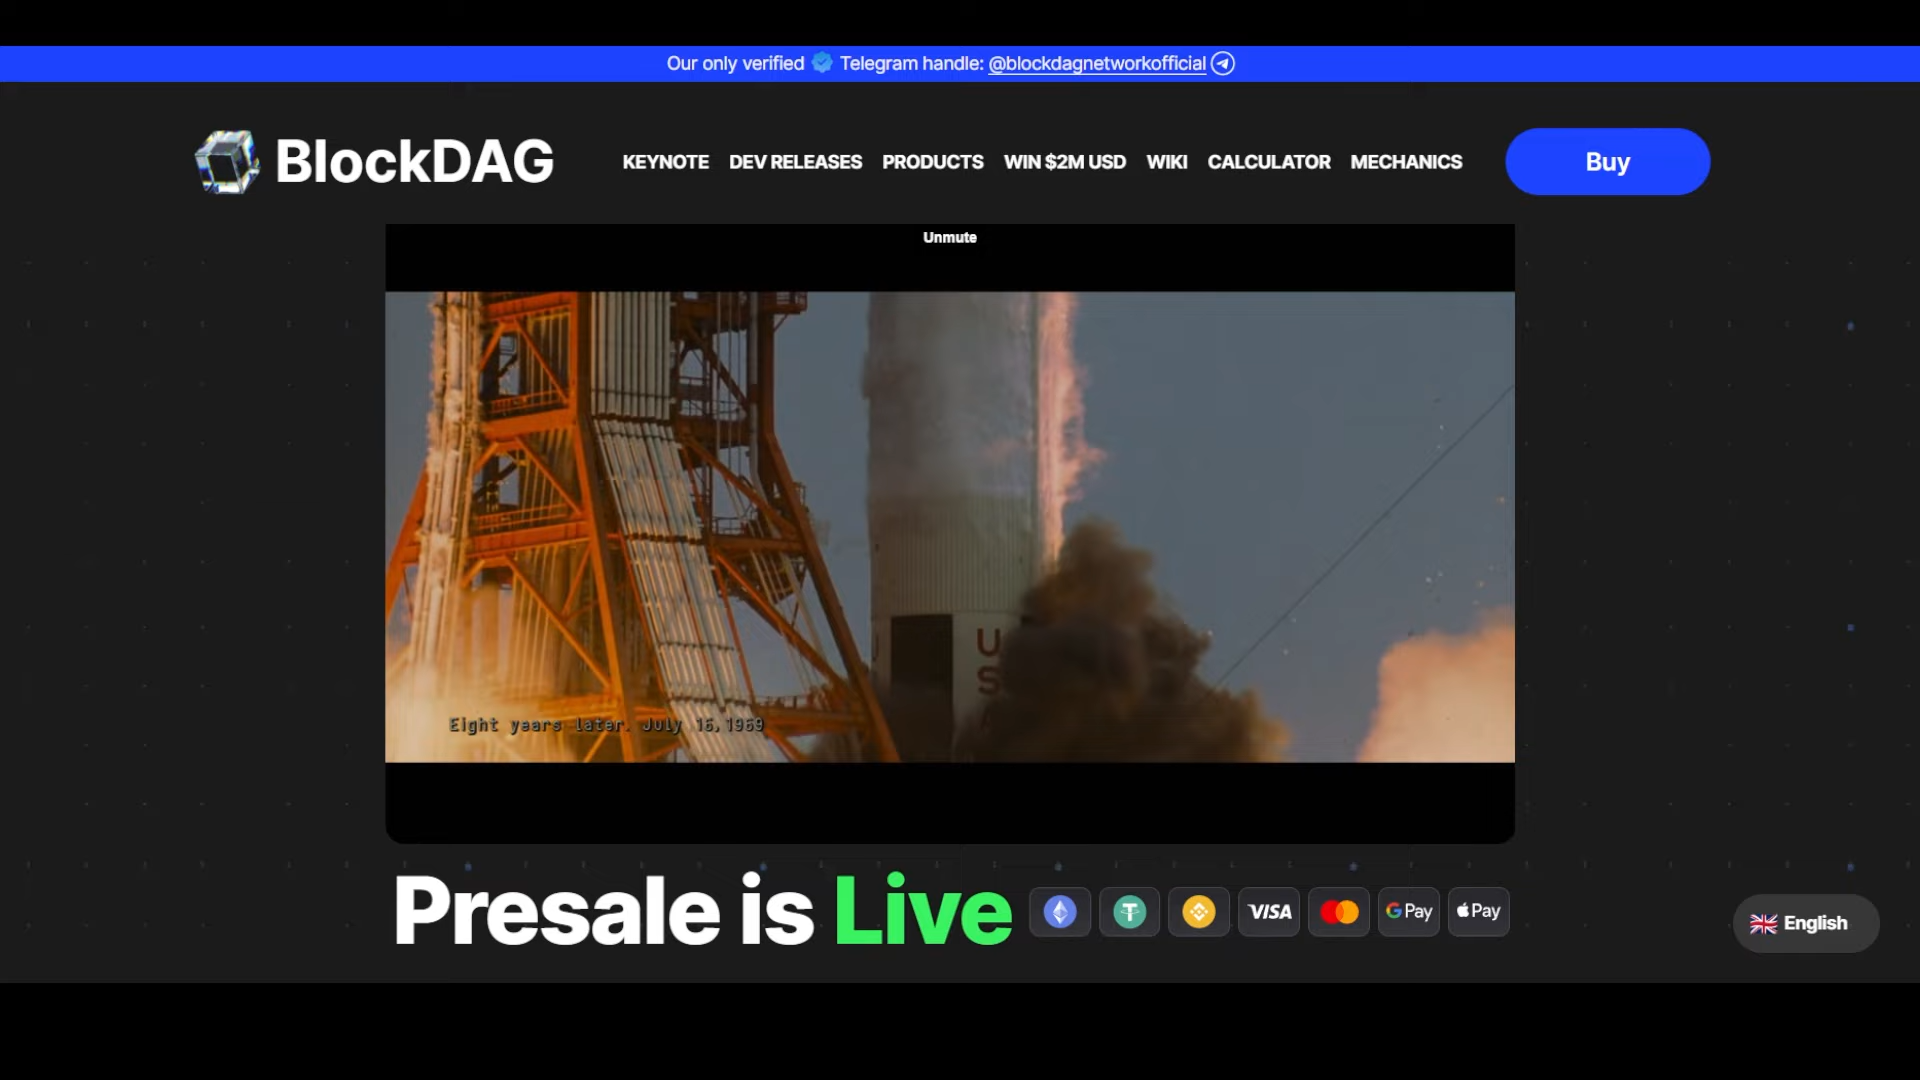 Our only verified Telegram handle: @blockdagnetworkofficial
BlockDAG
KEYNOTE DEV RELEASES PRODUCTS WIN $2M USD WIKI CALCULATOR MECHANICS
Buy
Unmute
U
S
Eight years later. July 16,1969
Presale is Live
VISA
G Pay
Pay
English